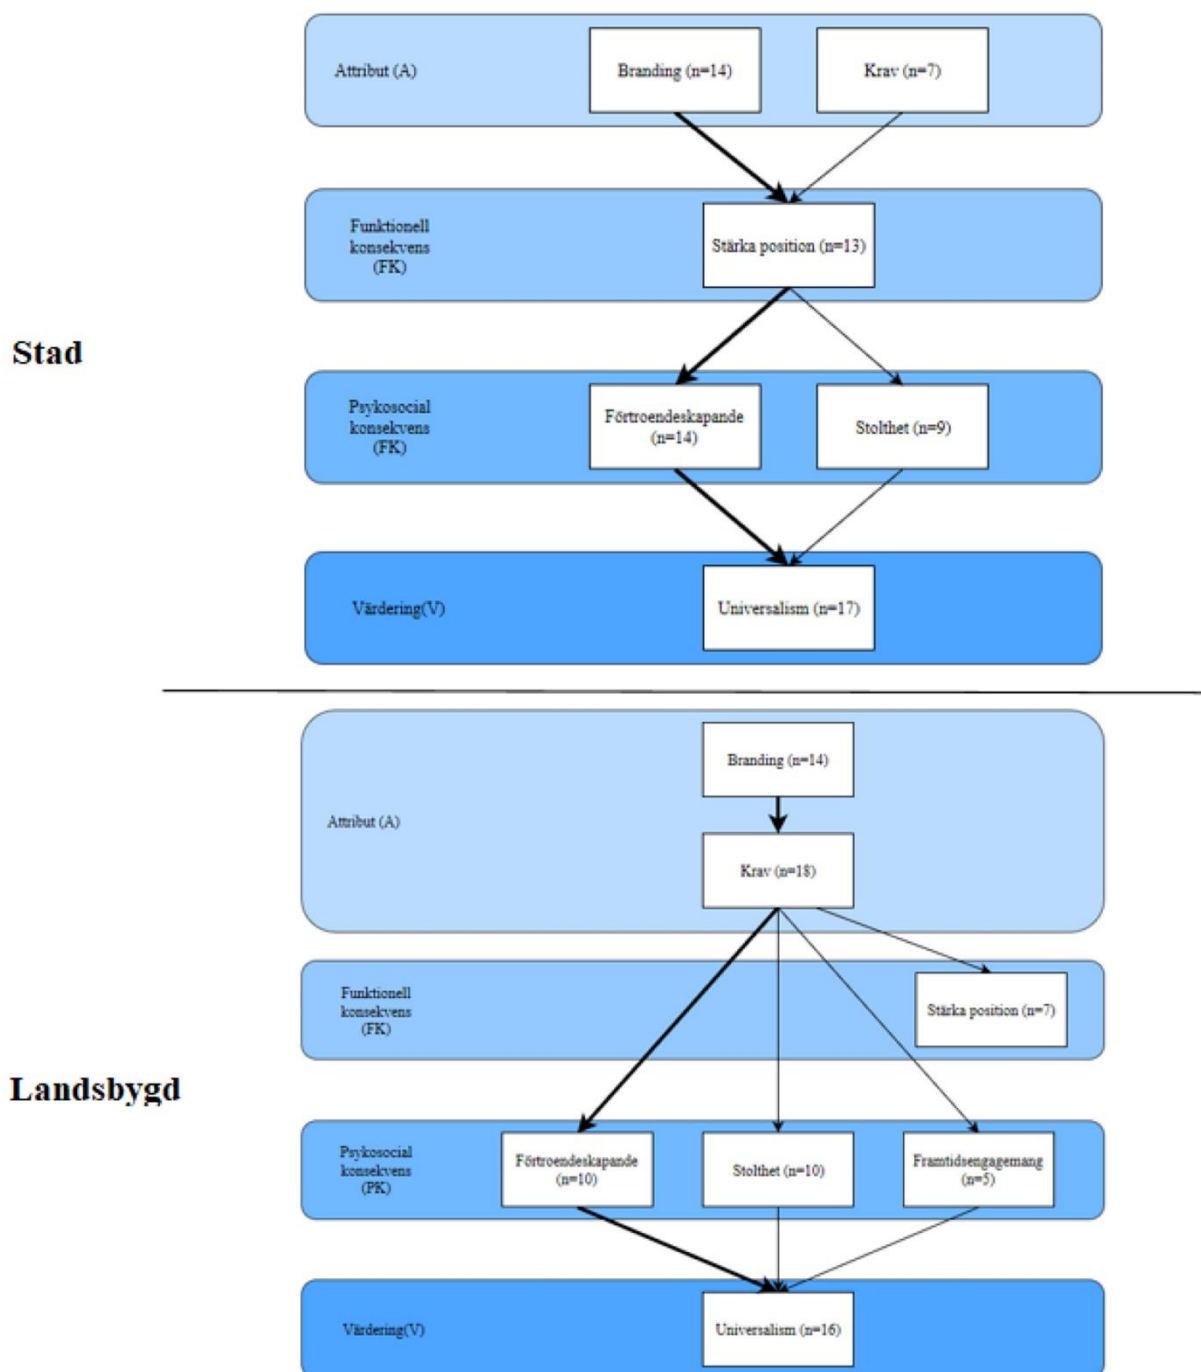 Attribut (A)
Branding (n=14)
Krav (n=7)
Funktionell
konsekvens
(FK)
Stärka position (n=13)
Stad
Psykosocial
konsekvens
(FK)
Förtroendeskapande
(n=14)
Stolthet (n=9)
Värdering(V)
Universalism (n=17)
Branding (n=14)
Attribut (A)
Krav (n=18)
Funktionell
konsekvens
(FK)
Stärka position (n=7)
Landsbygd
Psykosocial
konsekvens
(PK)
Förtroendeskapande
(n=10)
Stolthet (n=10)
Framtidsengagemang
(n=5)
Värdering(V)
Universalism (n=16)